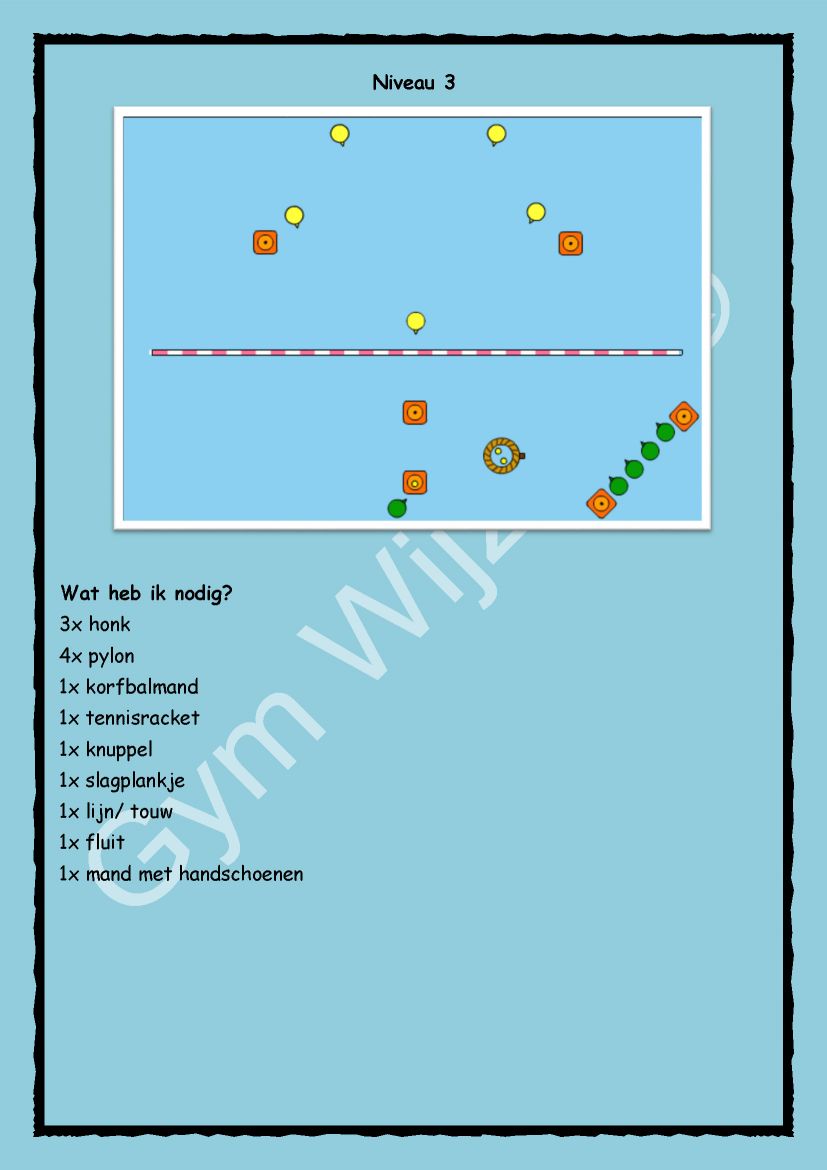 Niveau 3
Wat heb ik nodig?
3x honk
4x pylon
1x korfbalmand
1x tennisracket
1x knuppel
1x slagplankje
1x lijn/ touw
1x fluit
1x mand met handschoenen
Gym Wijz